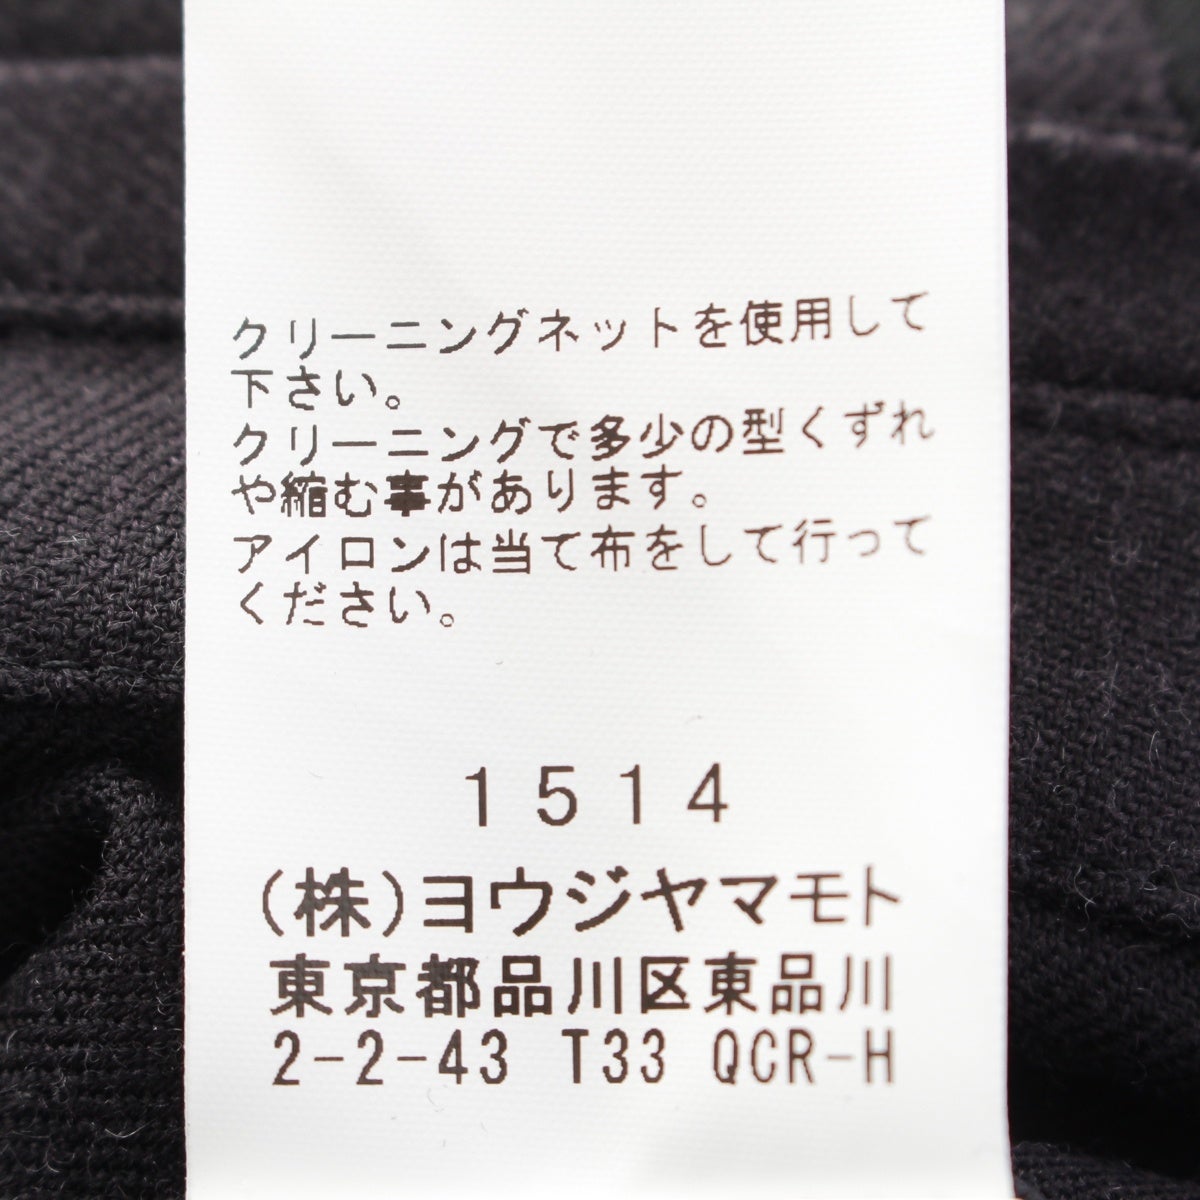 クリーニングネットを使用して
下さい。
クリーニングで多少の型くずれ
や縮む事があります。
アイロンは当て布をして行って
ください。
1514
(株)ヨウジヤマモト
東京都品川区東品川
2-2-43 T33 QCR-H